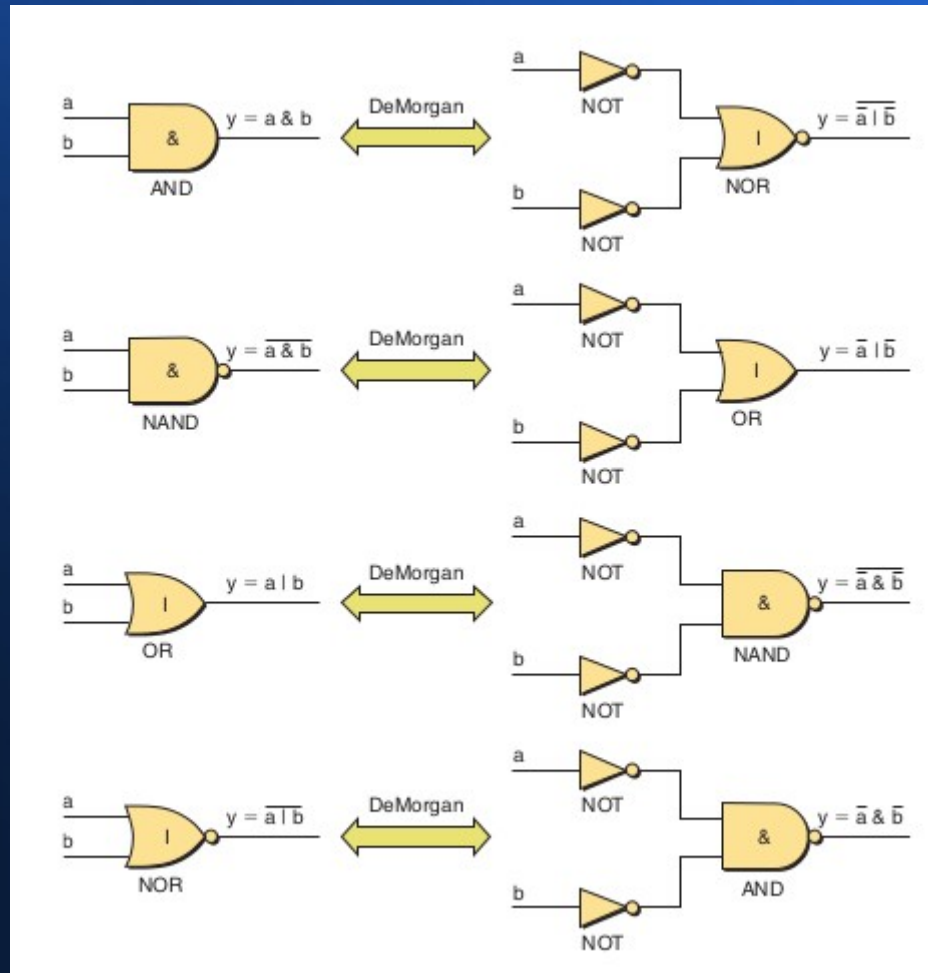 a
b
&
AND
y = a & b
DeMorgan
a
NOT
b
NOT
|
NOR
y = a̅ | b̅
a
b
&
NAND
y = a & b
DeMorgan
a
NOT
b
NOT
|
OR
y = a̅ | b̅
a
b
|
OR
y = a | b
DeMorgan
a
NOT
b
NOT
&
NAND
y = a̅ & b̅
a
b
|
NOR
y = a | b
DeMorgan
a
NOT
b
NOT
&
AND
y = a̅ & b̅